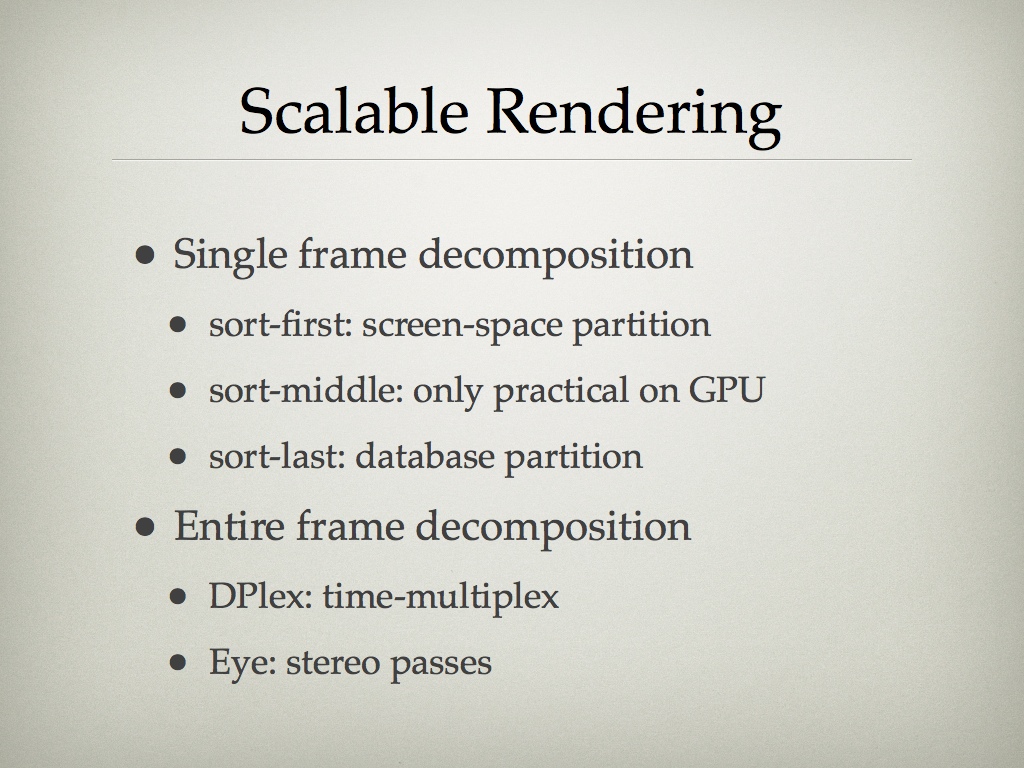 Scalable Rendering
• Single frame decomposition
• sort-first: screen-space partition
• sort-middle: only practical on GPU
• sort-last: database partition
• Entire frame decomposition
• DPlex: time-multiplex
• Eye: stereo passes